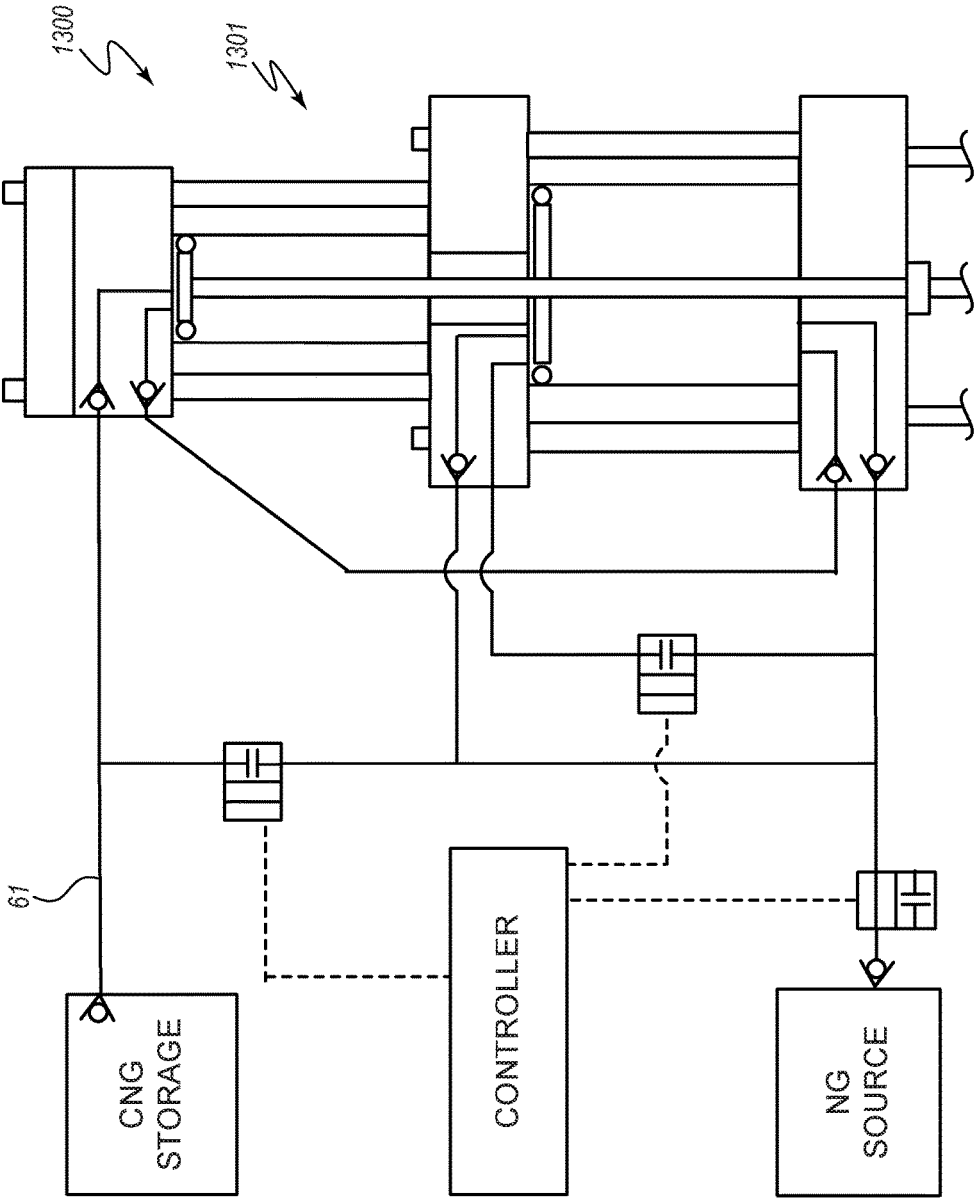 1300
1301
61
CNG
STORAGE
CONTROLLER
NG
SOURCE